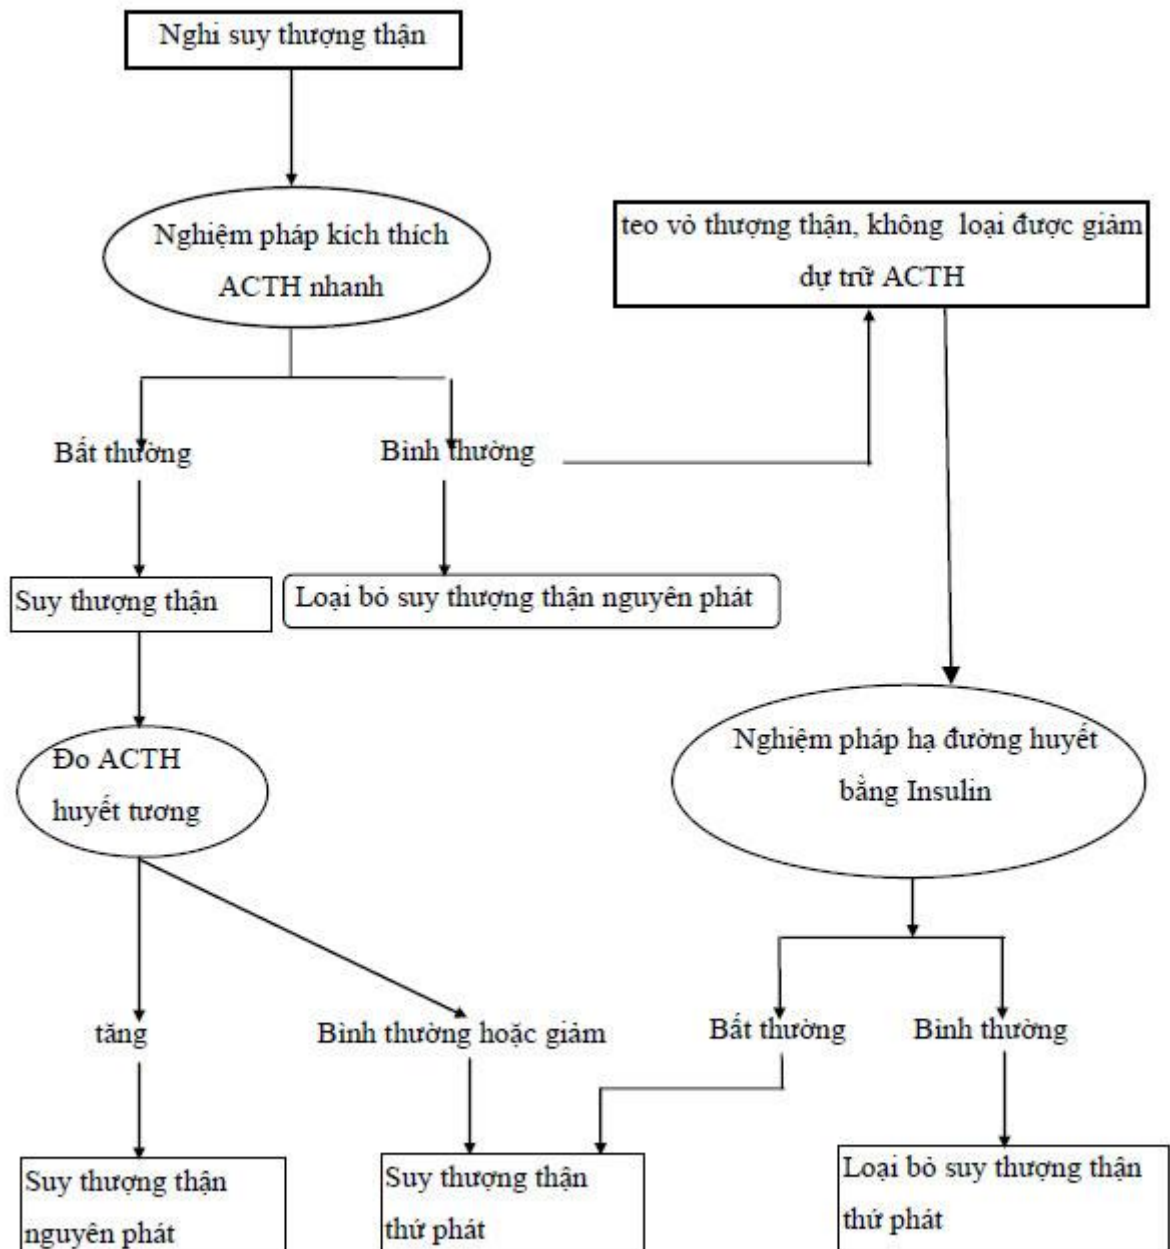 Nghi suy thượng thận
Nghiệm pháp kích thích
ACTH nhanh
teo vỏ thượng thận, không loại được giảm
dự trữ ACTH
Bất thường
Bình thường
Suy thượng thận
Loại bỏ suy thượng thận nguyên phát
Đo ACTH
huyết tương
Nghiệm pháp hạ đường huyết
bằng Insulin
tăng
Bình thường hoặc giảm
Bất thường
Bình thường
Suy thượng thận
nguyên phát
Suy thượng thận
thứ phát
Loại bỏ suy thượng thận
thứ phát